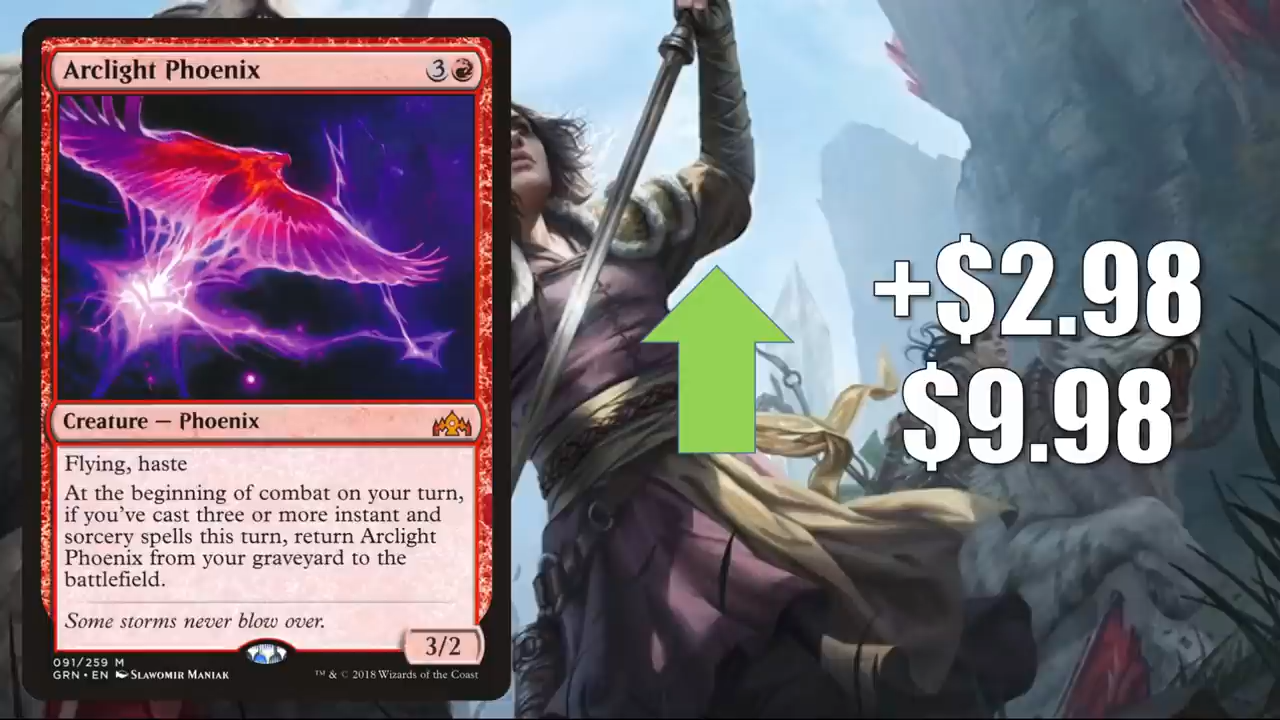 Arclight Phoenix 3
Creature — Phoenix
Flying, haste
At the beginning of combat on your turn,
if you've cast three or more instant and
sorcery spells this turn, return Arclight
Phoenix from your graveyard to the
battlefield.
Some storms never blow over.
3/2
091/259 M
GRN • EN SLAWOMIR MANIAK
™ & © 2018 Wizards of the Coast
+$2.98
$9.98